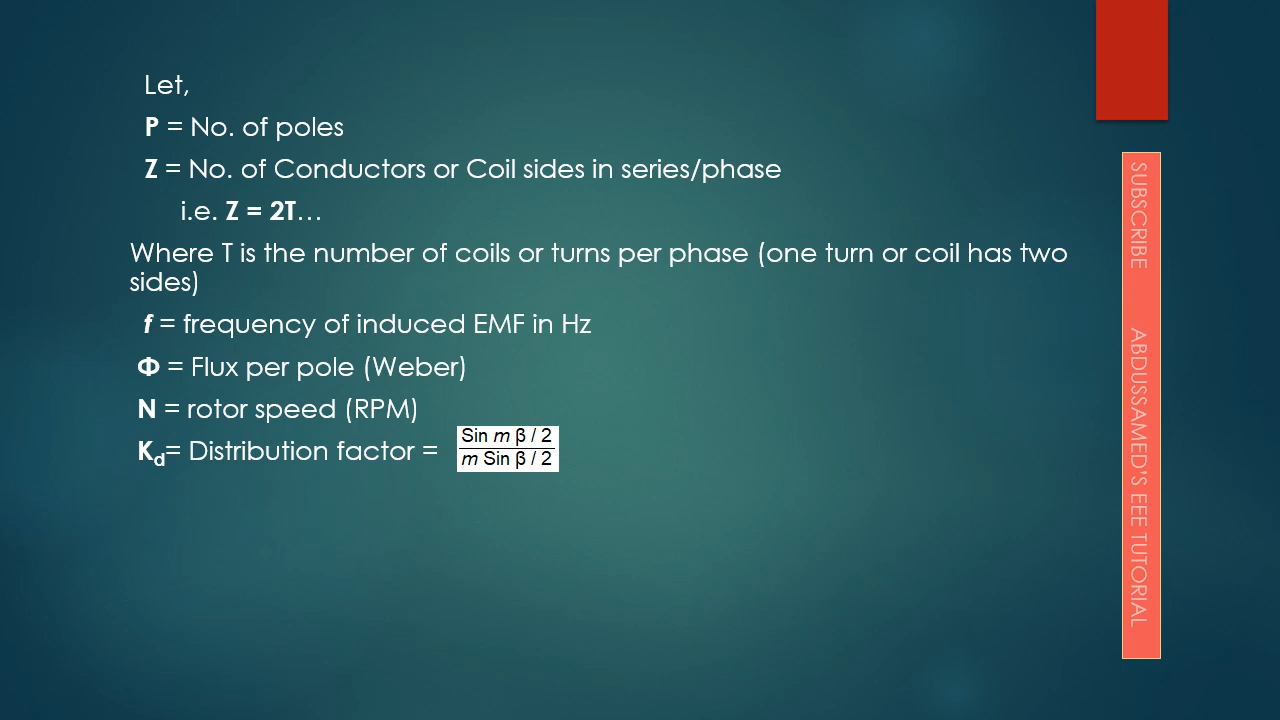 Let,
P = No. of poles
Z = No. of Conductors or Coil sides in series/phase
i.e. Z = 2T…
Where T is the number of coils or turns per phase (one turn or coil has two
sides)
f = frequency of induced EMF in Hz
Φ = Flux per pole (Weber)
N = rotor speed (RPM)
Kd= Distribution factor = Sin m β / 2
m Sin β / 2
SUBSCRIBE ABDUSSAMED'S EEE TUTORIAL